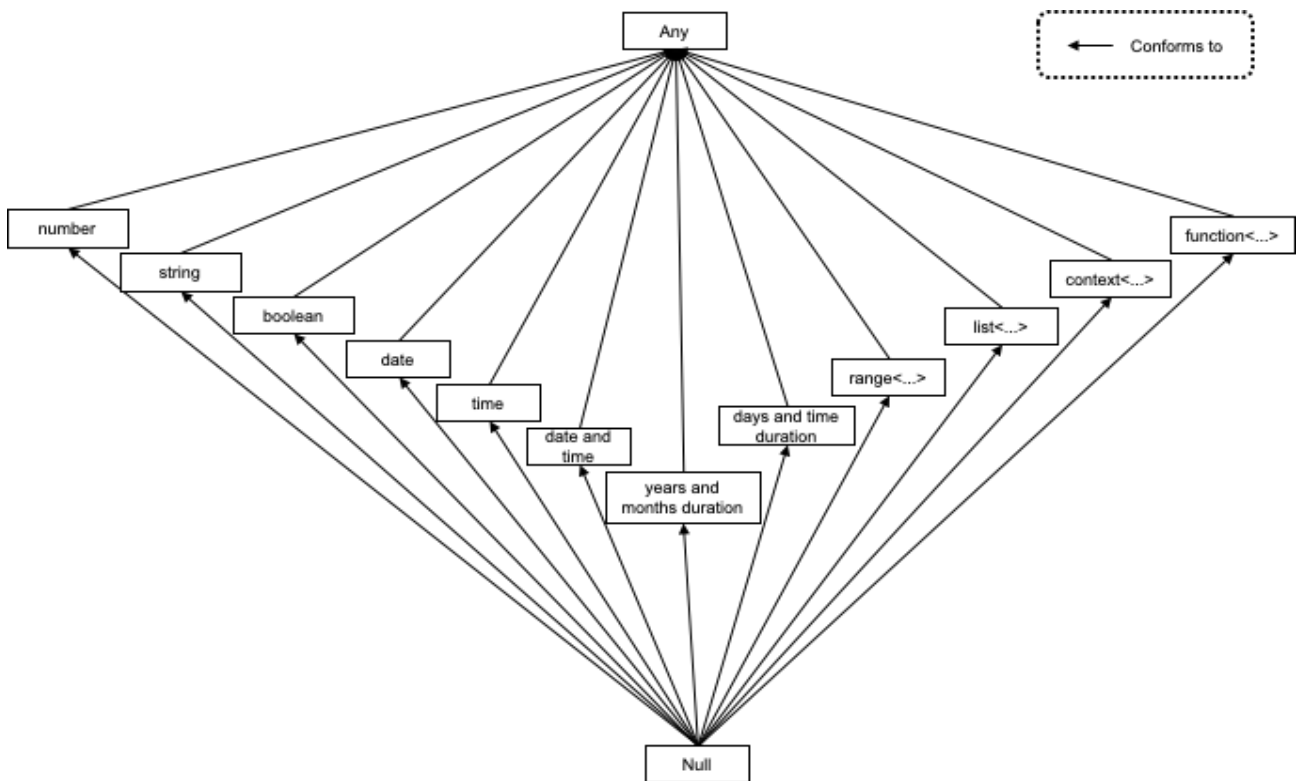 Any
Conforms to
number
function<...>
string
context<...>
boolean
list<...>
date
range<...>
time
days and time
duration
date and
time
years and
months duration
Null